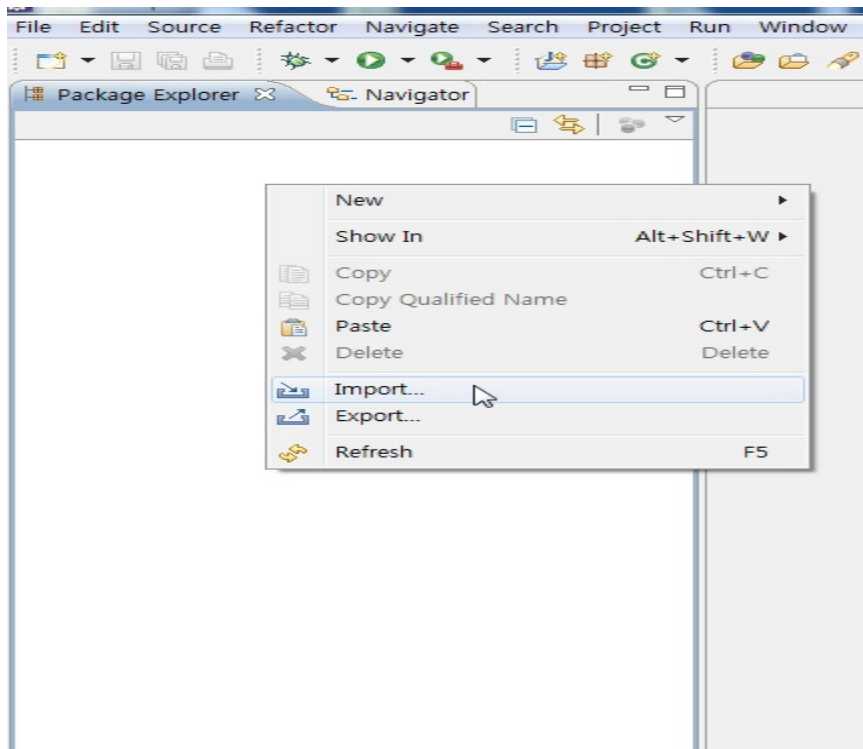 File Edit Source Refactor Navigate Search Project Run Window
Package Explorer Navigator
New
Show In Alt+Shift+W
Copy Ctrl+C
Copy Qualified Name
Paste Ctrl+V
Delete Delete
Import...
Export...
Refresh F5